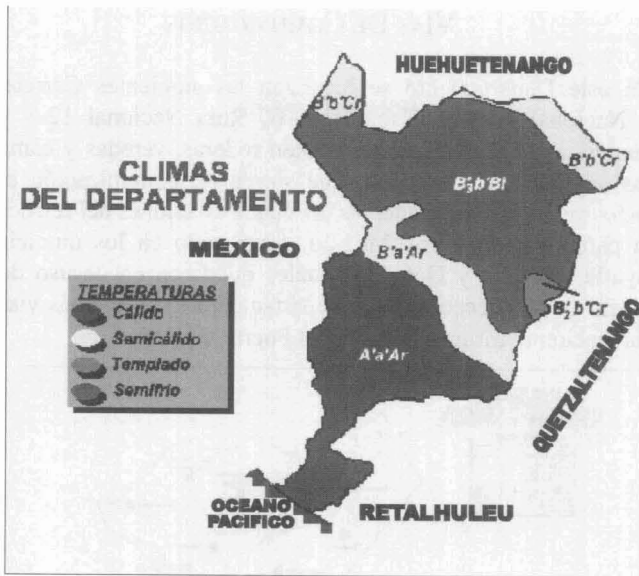 HUEHUETENANGO
B'b'Cr
CLIMAS
DEL DEPARTAMENTO
B'b'Cr
B'3b'BI
MÉXICO
B'a'Ar
TEMPERATURAS
Cálido
Semicálido
Templado
Semifrio
B'2b'Cr
A'a'Ar
QUETZALTENANGO
OCEANO
PACIFICO
RETALHULEU